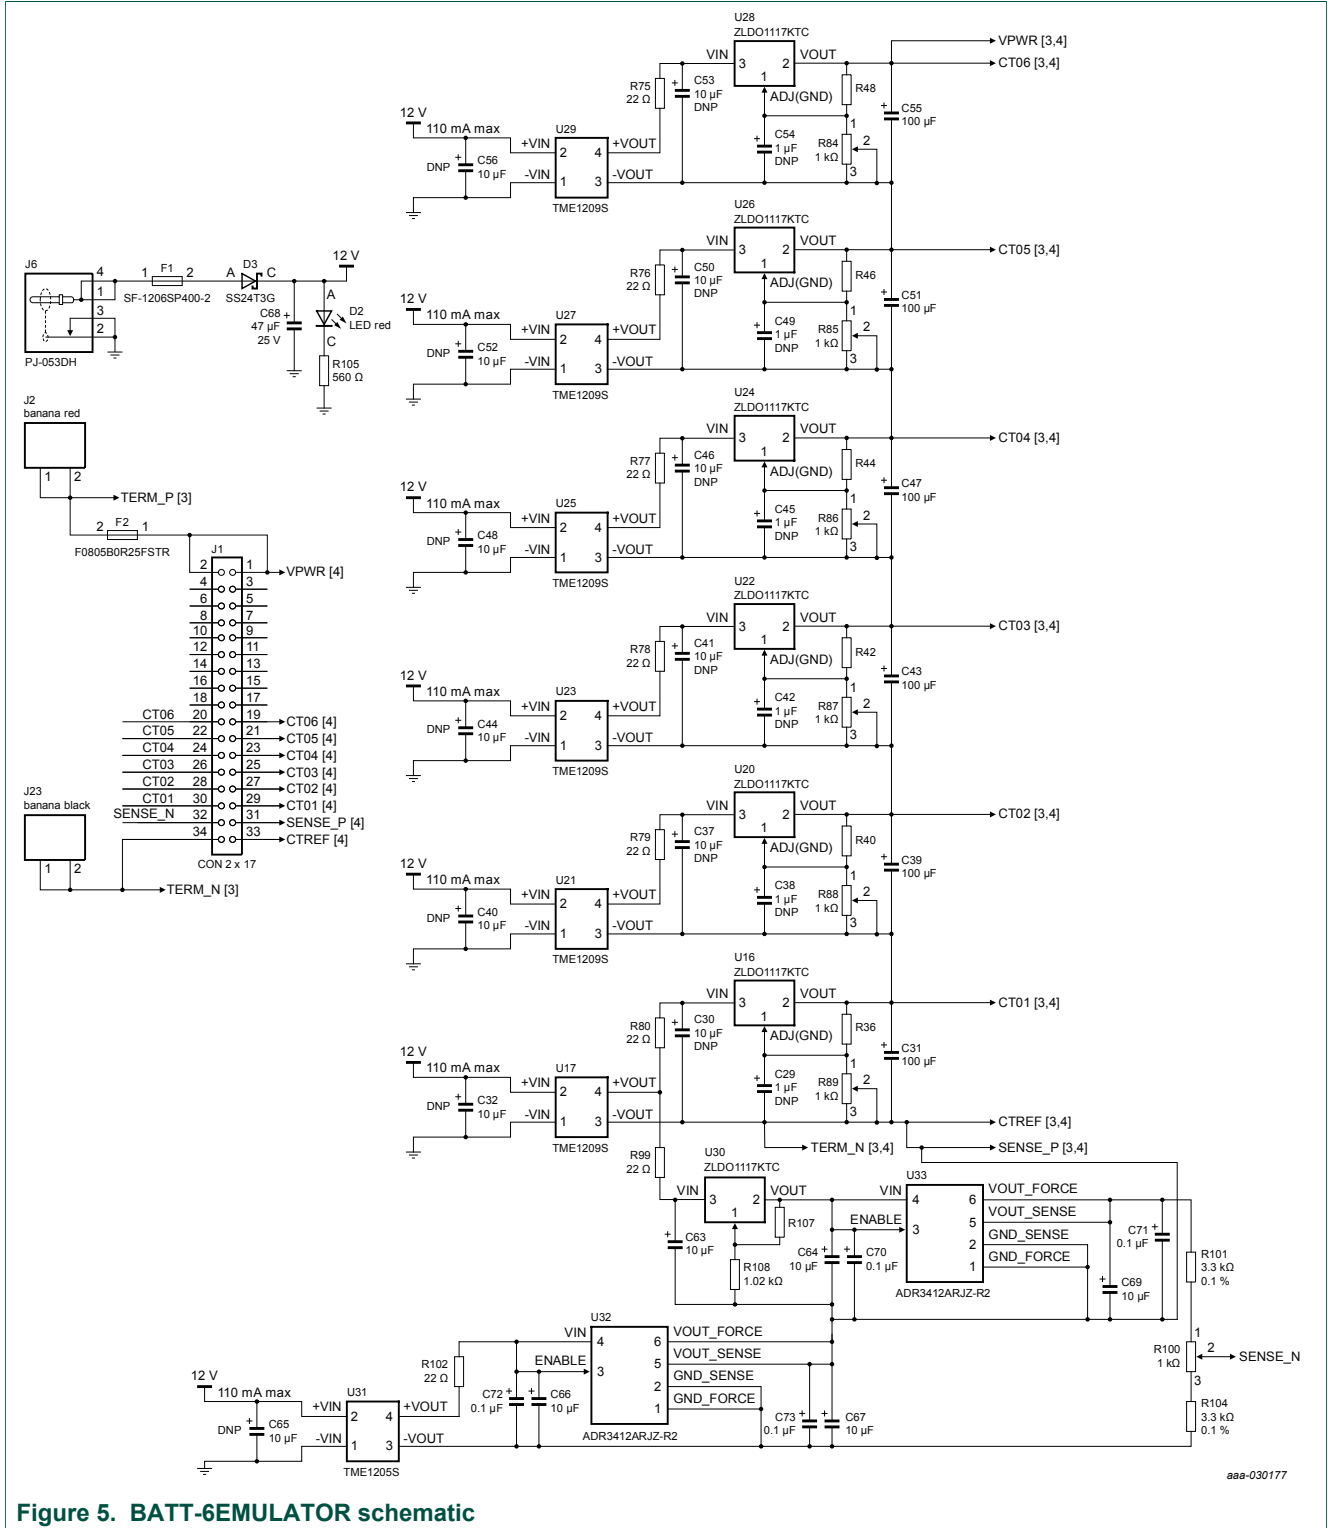 U28
ZLDO1117KTC
VIN 3 2 VOUT
1
ADJ(GND)
VPWR [3,4]
CT06 [3,4]
R75
22 Ω
+ C53
10 µF
DNP
R48
+ C55
100 µF
12 V
110 mA max
DNP + C56
10 µF
U29
+VIN 2 4 +VOUT
-VIN 1 3 -VOUT
TME1209S
+ C54
1 µF
DNP
R84
1 kΩ
1
2
3
U26
ZLDO1117KTC
VIN 3 2 VOUT
1
ADJ(GND)
CT05 [3,4]
R76
22 Ω
+ C50
10 µF
DNP
R46
+ C51
100 µF
12 V
110 mA max
DNP + C52
10 µF
U27
+VIN 2 4 +VOUT
-VIN 1 3 -VOUT
TME1209S
+ C49
1 µF
DNP
R85
1 kΩ
1
2
3
J6
4
1
3
2
PJ-053DH
1 F1 2
SF-1206SP400-2
D3
A C
SS24T3G
12 V
C68 +
47 µF
25 V
A
D2
LED red
C
R105
560 Ω
U24
ZLDO1117KTC
VIN 3 2 VOUT
1
ADJ(GND)
CT04 [3,4]
R77
22 Ω
+ C46
10 µF
DNP
R44
+ C47
100 µF
12 V
110 mA max
DNP + C48
10 µF
U25
+VIN 2 4 +VOUT
-VIN 1 3 -VOUT
TME1209S
+ C45
1 µF
DNP
R86
1 kΩ
1
2
3
J2
banana red
1 2
TERM_P [3]
2 F2 1
F0805B0R25FSTR
J1
2 1 VPWR [4]
4 3
6 5
8 7
10 9
12 11
14 13
16 15
18 17
CT06 20 19 CT06 [4]
CT05 22 21 CT05 [4]
CT04 24 23 CT04 [4]
CT03 26 25 CT03 [4]
CT02 28 27 CT02 [4]
CT01 30 29 CT01 [4]
SENSE_N 32 31 SENSE_P [4]
34 33 CTREF [4]
CON 2 x 17
J23
banana black
1 2
TERM_N [3]
U22
ZLDO1117KTC
VIN 3 2 VOUT
1
ADJ(GND)
CT03 [3,4]
R78
22 Ω
+ C41
10 µF
DNP
R42
+ C43
100 µF
12 V
110 mA max
DNP + C44
10 µF
U23
+VIN 2 4 +VOUT
-VIN 1 3 -VOUT
TME1209S
+ C42
1 µF
DNP
R87
1 kΩ
1
2
3
U20
ZLDO1117KTC
VIN 3 2 VOUT
1
ADJ(GND)
CT02 [3,4]
R79
22 Ω
+ C37
10 µF
DNP
R40
+ C39
100 µF
12 V
110 mA max
DNP + C40
10 µF
U21
+VIN 2 4 +VOUT
-VIN 1 3 -VOUT
TME1209S
+ C38
1 µF
DNP
R88
1 kΩ
1
2
3
U16
ZLDO1117KTC
VIN 3 2 VOUT
1
ADJ(GND)
CT01 [3,4]
R80
22 Ω
+ C30
10 µF
DNP
R36
+ C31
100 µF
12 V
110 mA max
DNP + C32
10 µF
U17
+VIN 2 4 +VOUT
-VIN 1 3 -VOUT
TME1209S
+ C29
1 µF
DNP
R89
1 kΩ
1
2
3
CTREF [3,4]
TERM_N [3,4]
SENSE_P [3,4]
R99
22 Ω
U30
ZLDO1117KTC
VIN 3 2 VOUT
1
R107
+ C63
10 µF
R108
1.02 kΩ
C64 +
10 µF
+ C70
0.1 µF
U33
VIN 4 6 VOUT_FORCE
ENABLE 3 5 VOUT_SENSE
2 GND_SENSE
1 GND_FORCE
ADR3412ARJZ-R2
C71 +
0.1 µF
+ C69
10 µF
R101
3.3 kΩ
0.1 %
R100
1 kΩ
1
2 SENSE_N
3
R104
3.3 kΩ
0.1 %
U32
VIN 4 6 VOUT_FORCE
ENABLE 3 5 VOUT_SENSE
2 GND_SENSE
1 GND_FORCE
ADR3412ARJZ-R2
R102
22 Ω
C72 +
0.1 µF
+ C66
10 µF
C73 +
0.1 µF
+ C67
10 µF
12 V
110 mA max
DNP + C65
10 µF
U31
+VIN 2 4 +VOUT
-VIN 1 3 -VOUT
TME1205S
aaa-030177
Figure 5. BATT-6EMULATOR schematic